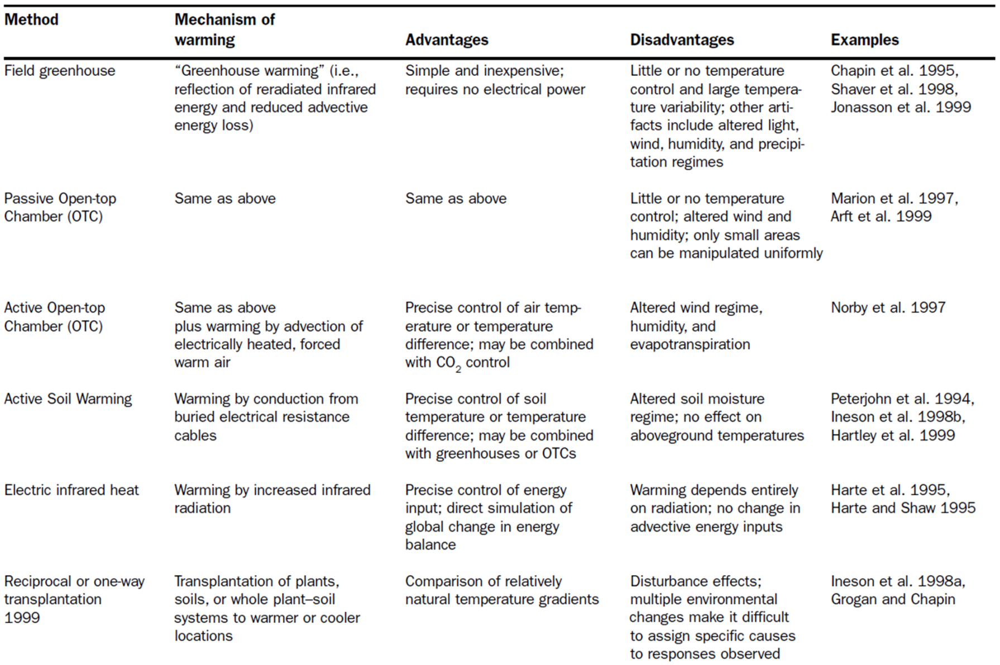 Method
Mechanism of
warming
Advantages
Disadvantages
Examples
Field greenhouse
“Greenhouse warming” (i.e.,
reflection of reradiated infrared
energy and reduced advective
energy loss)
Simple and inexpensive;
requires no electrical power
Little or no temperature
control and large tempera-
ture variability; other arti-
facts include altered light,
wind, humidity, and precipi-
tation regimes
Chapin et al. 1995,
Shaver et al. 1998,
Jonasson et al. 1999
Passive Open-top
Chamber (OTC)
Same as above
Same as above
Little or no temperature
control; altered wind and
humidity; only small areas
can be manipulated uniformly
Marion et al. 1997,
Arft et al. 1999
Active Open-top
Chamber (OTC)
Same as above
plus warming by advection of
electrically heated, forced
warm air
Precise control of air temp-
erature or temperature
difference; may be combined
with CO2 control
Altered wind regime,
humidity, and
evapotranspiration
Norby et al. 1997
Active Soil Warming
Warming by conduction from
buried electrical resistance
cables
Precise control of soil
temperature or temperature
difference; may be combined
with greenhouses or OTCs
Altered soil moisture
regime; no effect on
aboveground temperatures
Peterjohn et al. 1994,
Ineson et al. 1998b,
Hartley et al. 1999
Electric infrared heat
Warming by increased infrared
radiation
Precise control of energy
input; direct simulation of
global change in energy
balance
Warming depends entirely
on radiation; no change in
advective energy inputs
Harte et al. 1995,
Harte and Shaw 1995
Reciprocal or one-way
transplantation
1999
Transplantation of plants,
soils, or whole plant–soil
systems to warmer or cooler
locations
Comparison of relatively
natural temperature gradients
Disturbance effects;
multiple environmental
changes make it difficult
to assign specific causes
to responses observed
Ineson et al. 1998a,
Grogan and Chapin